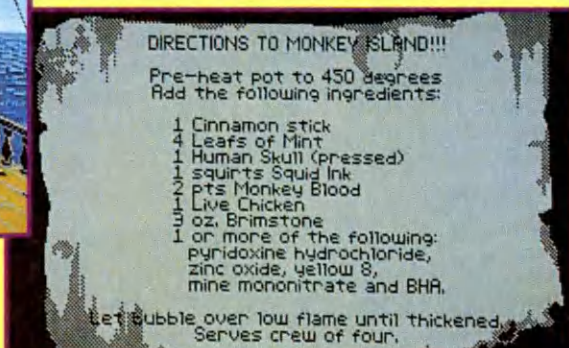 DIRECTIONS TO MONKEY ISLAND!!!
Pre-heat pot to 450 degrees
Add the following ingredients:
1 Cinnamon stick
4 Leafs of Mint
1 Human Skull (pressed)
1 squirts Squid Ink
2 pts Monkey Blood
1 Live Chicken
3 oz. Brimstone
1 or more of the following:
pyridoxine hydrochloride,
zinc oxide, yellow 8,
mine mononitrate and BHA.
Let Bubble over low flame until thickened.
Serves crew of four.